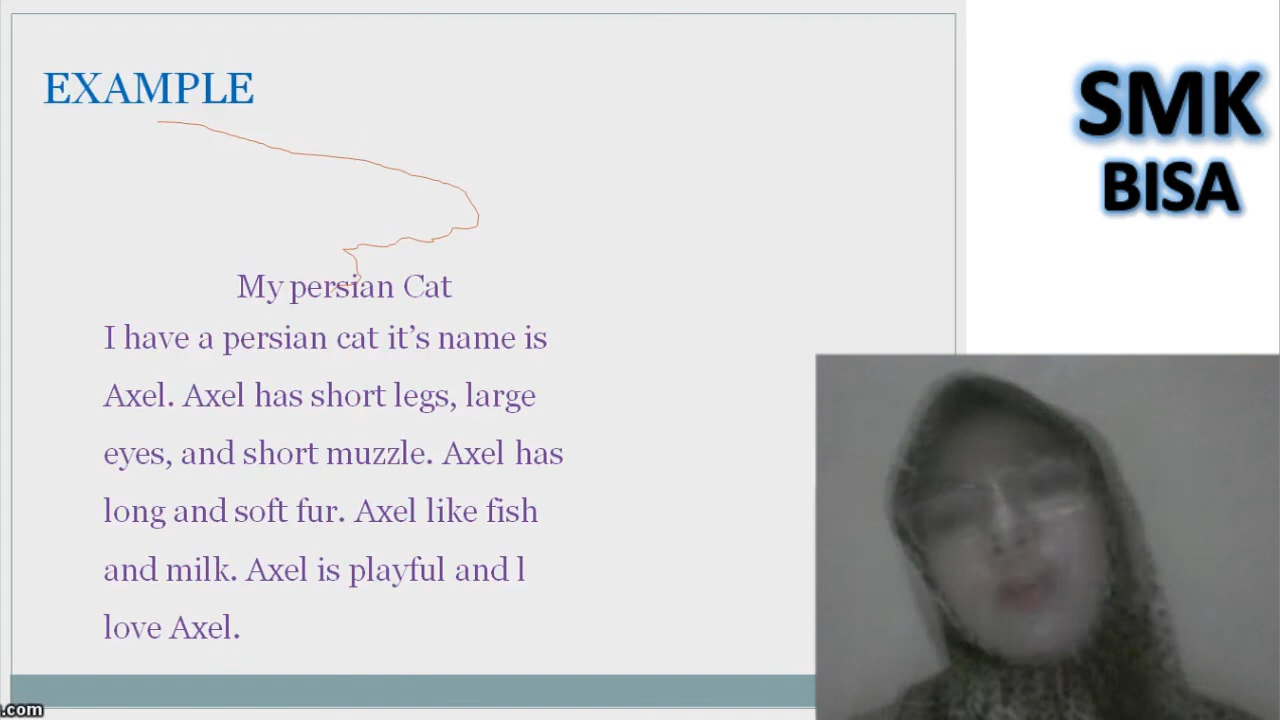 EXAMPLE
SMK
BISA
My persian Cat
I have a persian cat it’s name is
Axel. Axel has short legs, large
eyes, and short muzzle. Axel has
long and soft fur. Axel like fish
and milk. Axel is playful and l
love Axel.
.com